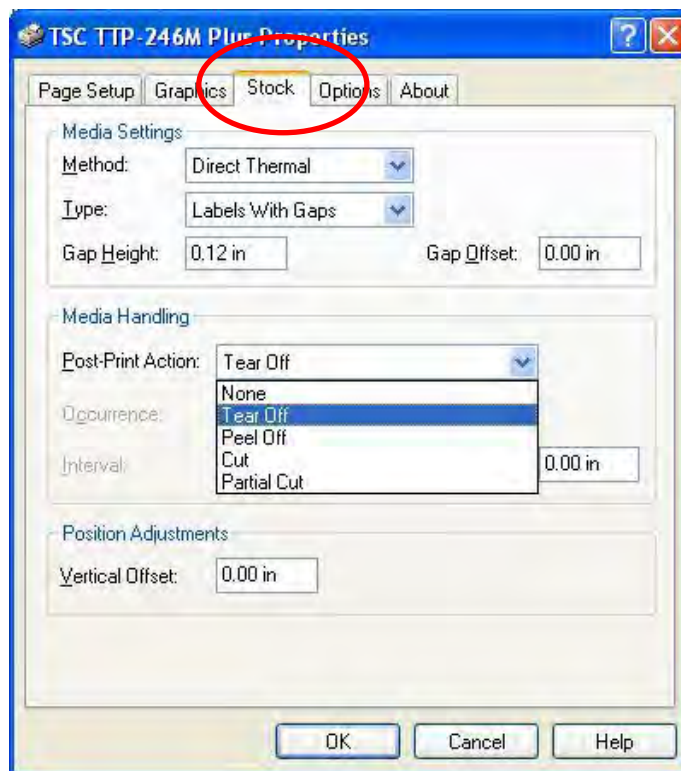 TSC TTP-246M Plus Properties
Page Setup Graphics Stock Options About
Media Settings
Method: Direct Thermal
Type: Labels With Gaps
Gap Height: 0.12 in Gap Offset: 0.00 in
Media Handling
Post-Print Action: Tear Off
None
Occurrence: Tear Off
Peel Off
Interval: Cut 0.00 in
Partial Cut
Position Adjustments
Vertical Offset: 0.00 in
OK Cancel Help